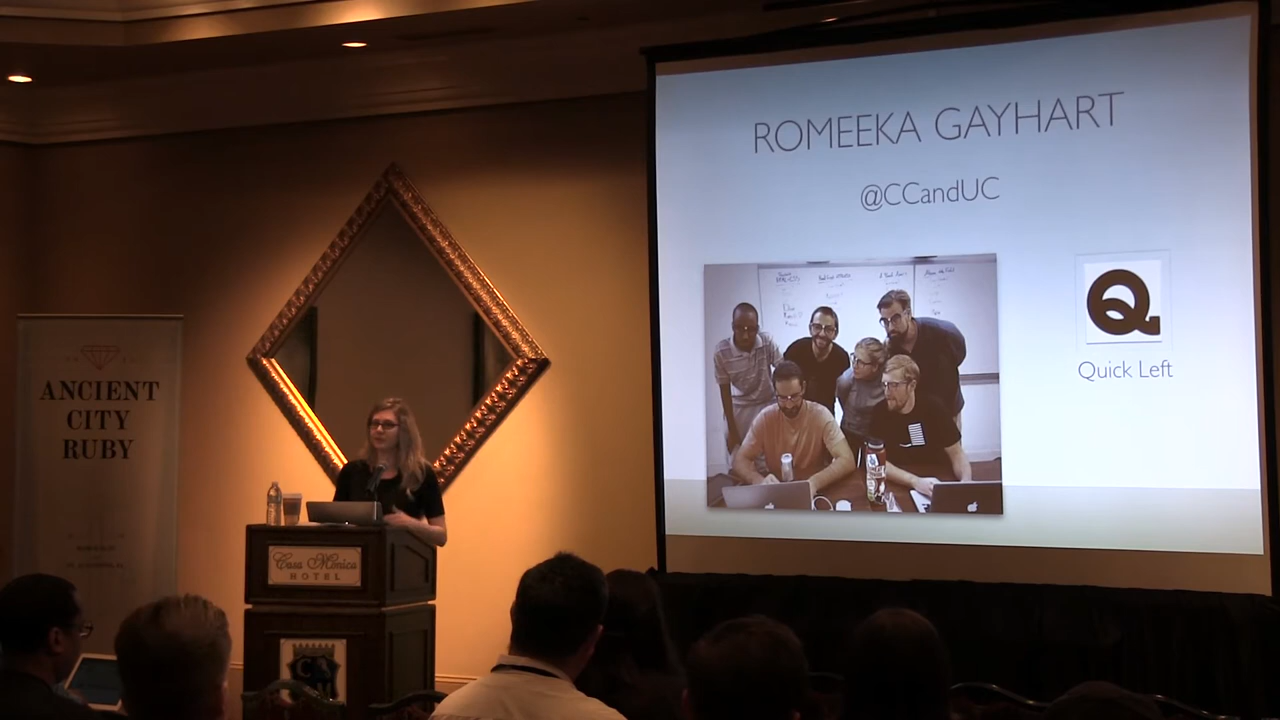 ROMEEKA GAYHART
@CCandUC
Q
Quick Left
ANCIENT
CITY
RUBY
Casa Monica
HOTEL